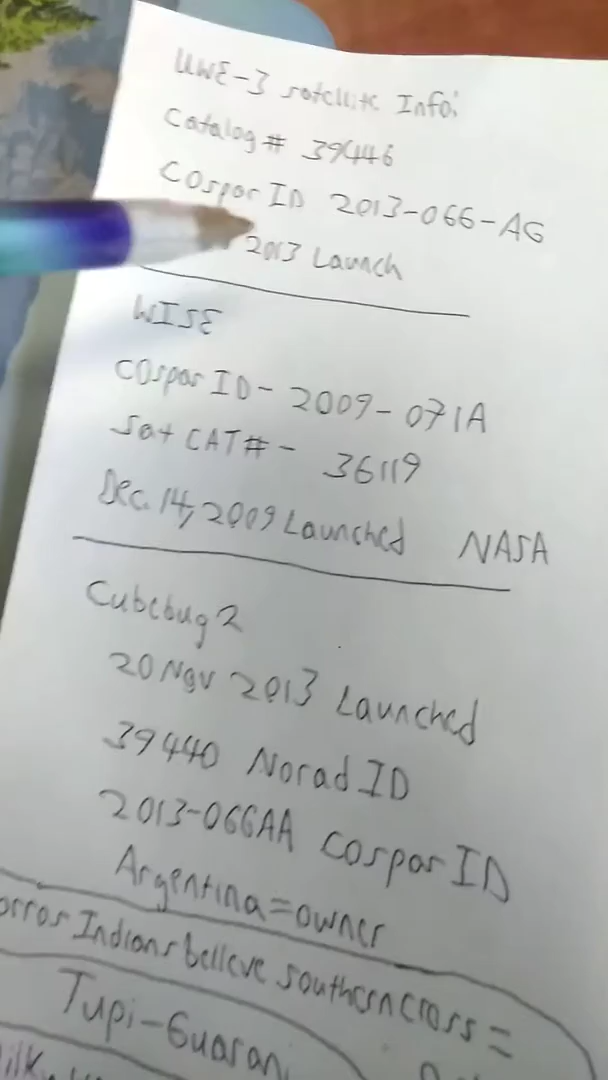 UWE-3 satellite Info:
Catalog # 39446
Cospar ID 2013-066-AG
2013 Launch
WISE
Cospar ID - 2009-071A
Sat CAT# - 36119
Dec. 14, 2009 Launched NASA
Cubebug 2
20 Nov 2013 Launched
39440 Norad ID
2013-066AA Cospar ID
Argentina = owner
Indians believe southern cross =
Tupi-Guaran